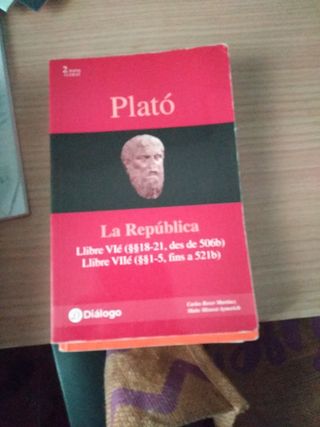 Plató
La República
Llibre VIé (§§18-21, des de 506b)
Llibre VIIé (§§1-5, fins a 521b)
Diálogo